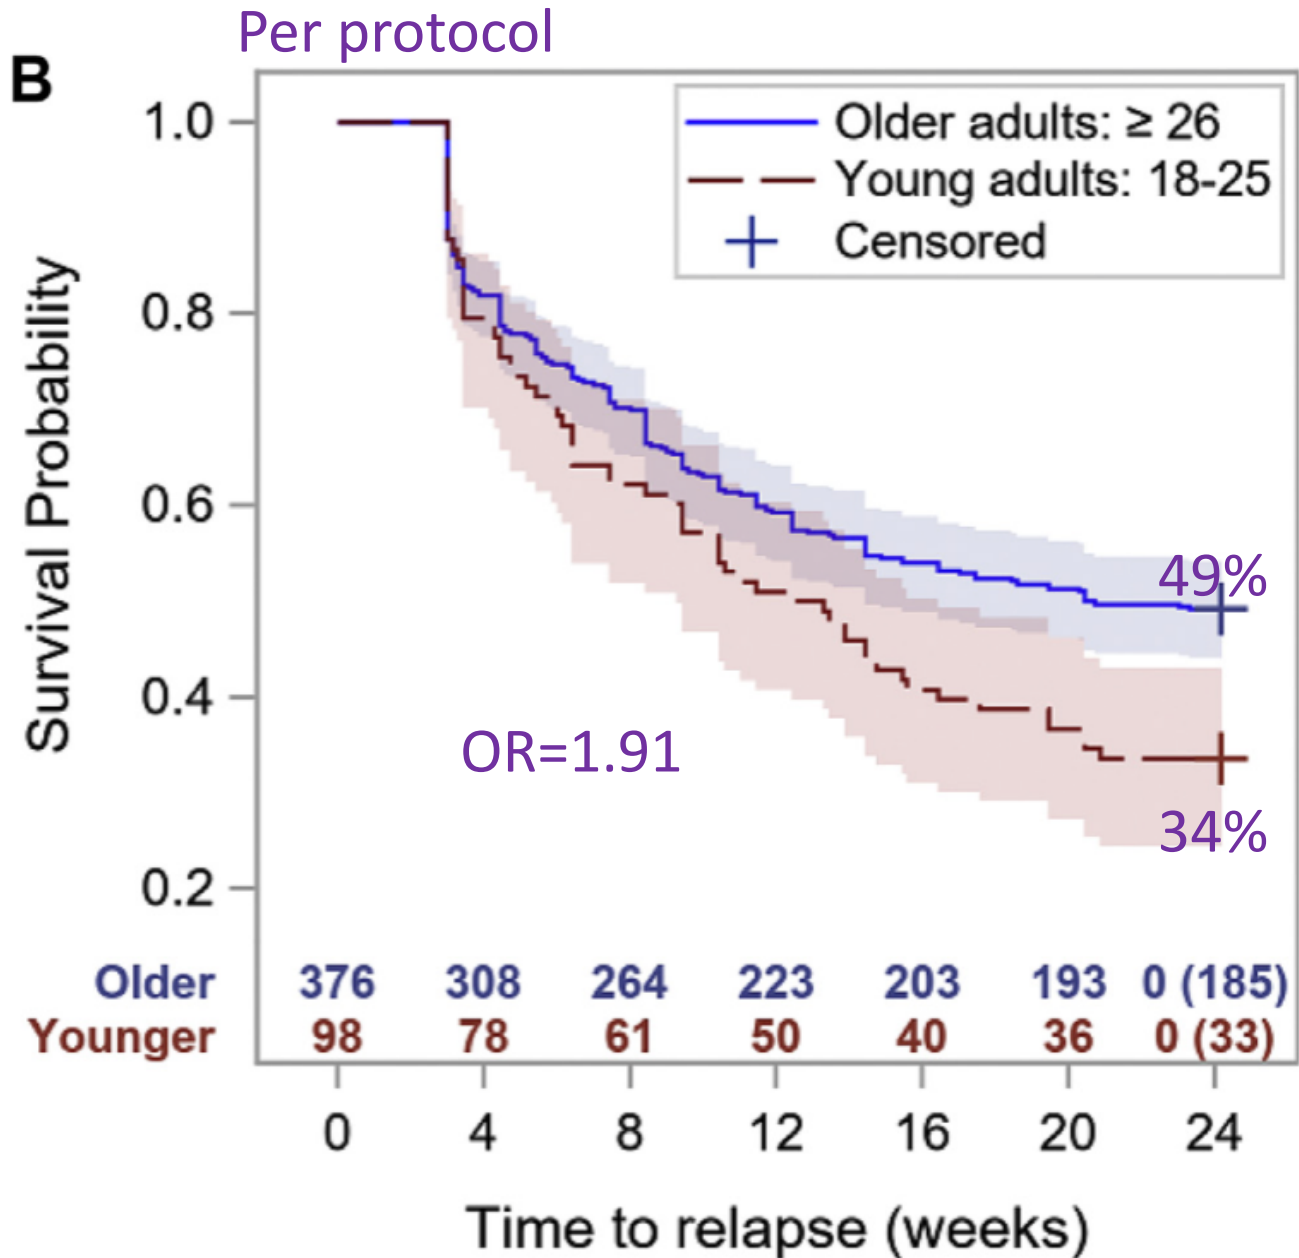 Per protocol
B
Older adults: ≥ 26
Young adults: 18-25
Censored
Survival Probability
1.0
0.8
0.6
0.4
0.2
49%
OR=1.91
34%
Older 376 308 264 223 203 193 0 (185)
Younger 98 78 61 50 40 36 0 (33)
0 4 8 12 16 20 24
Time to relapse (weeks)